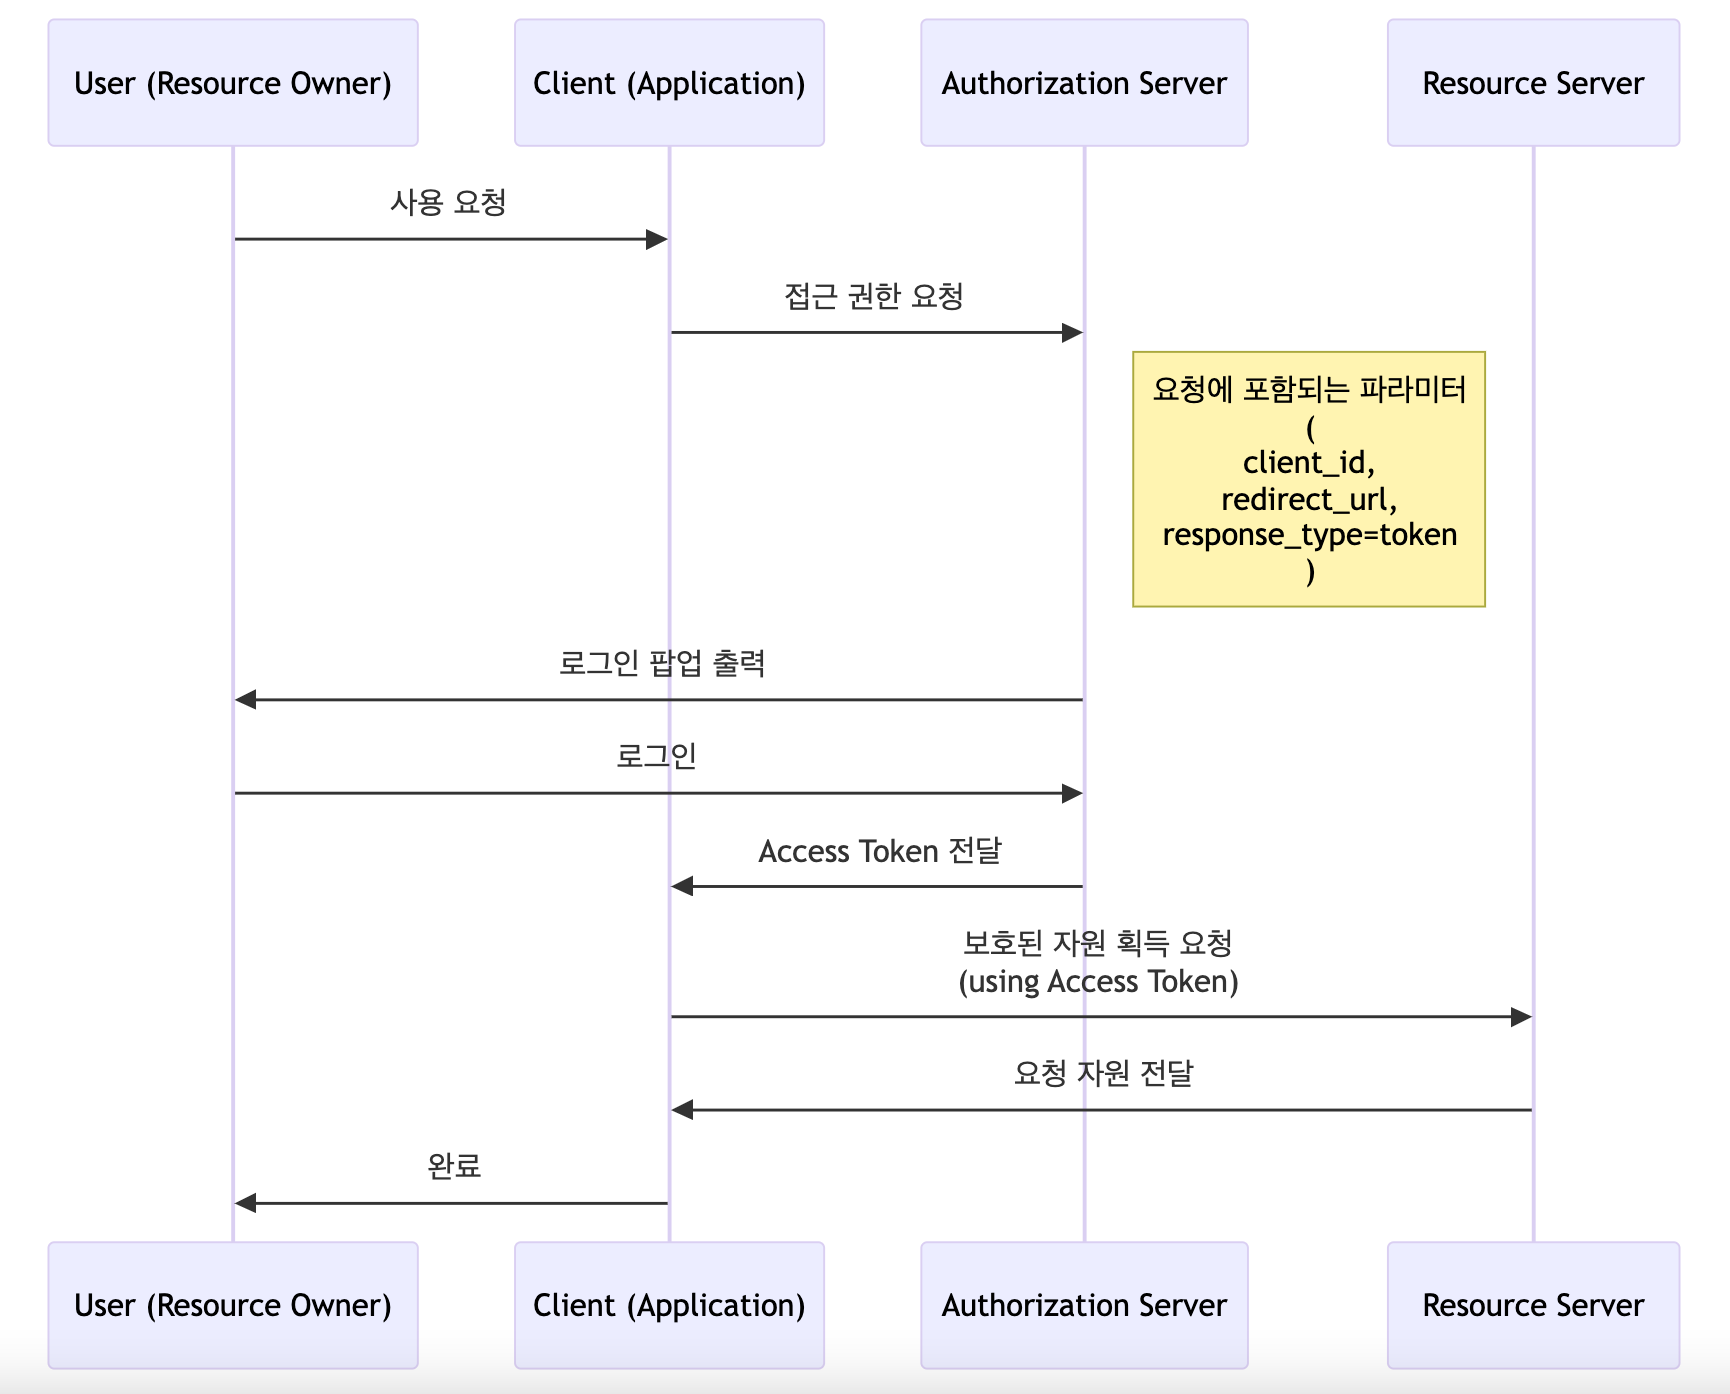 User (Resource Owner)
Client (Application)
Authorization Server
Resource Server
사용 요청
접근 권한 요청
요청에 포함되는 파라미터
(
client_id,
redirect_url,
response_type=token
)
로그인 팝업 출력
로그인
Access Token 전달
보호된 자원 획득 요청
(using Access Token)
요청 자원 전달
완료
User (Resource Owner)
Client (Application)
Authorization Server
Resource Server